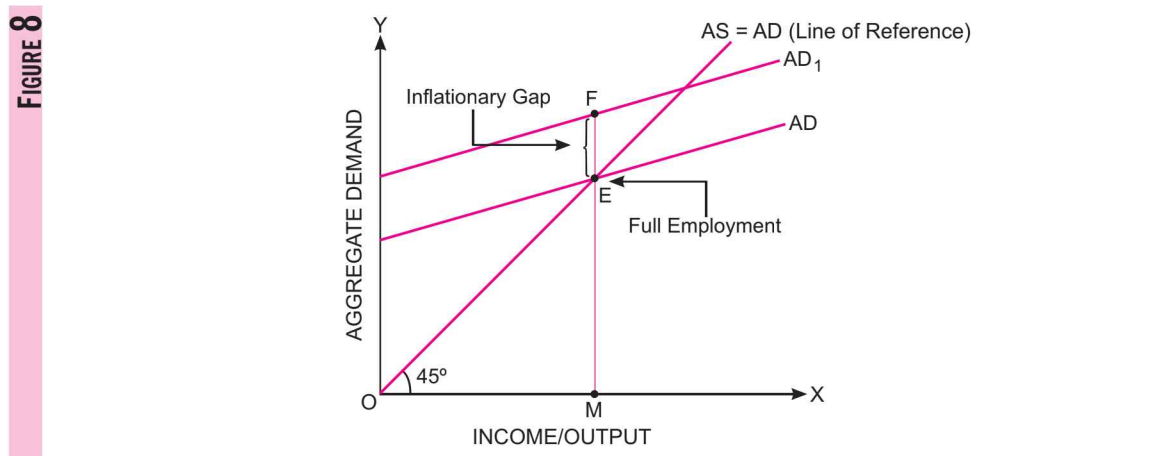 FIGURE 8
Y
AS = AD (Line of Reference)
AD1
Inflationary Gap
F
AD
AGGREGATE DEMAND
E
Full Employment
45º
O
M
X
INCOME/OUTPUT